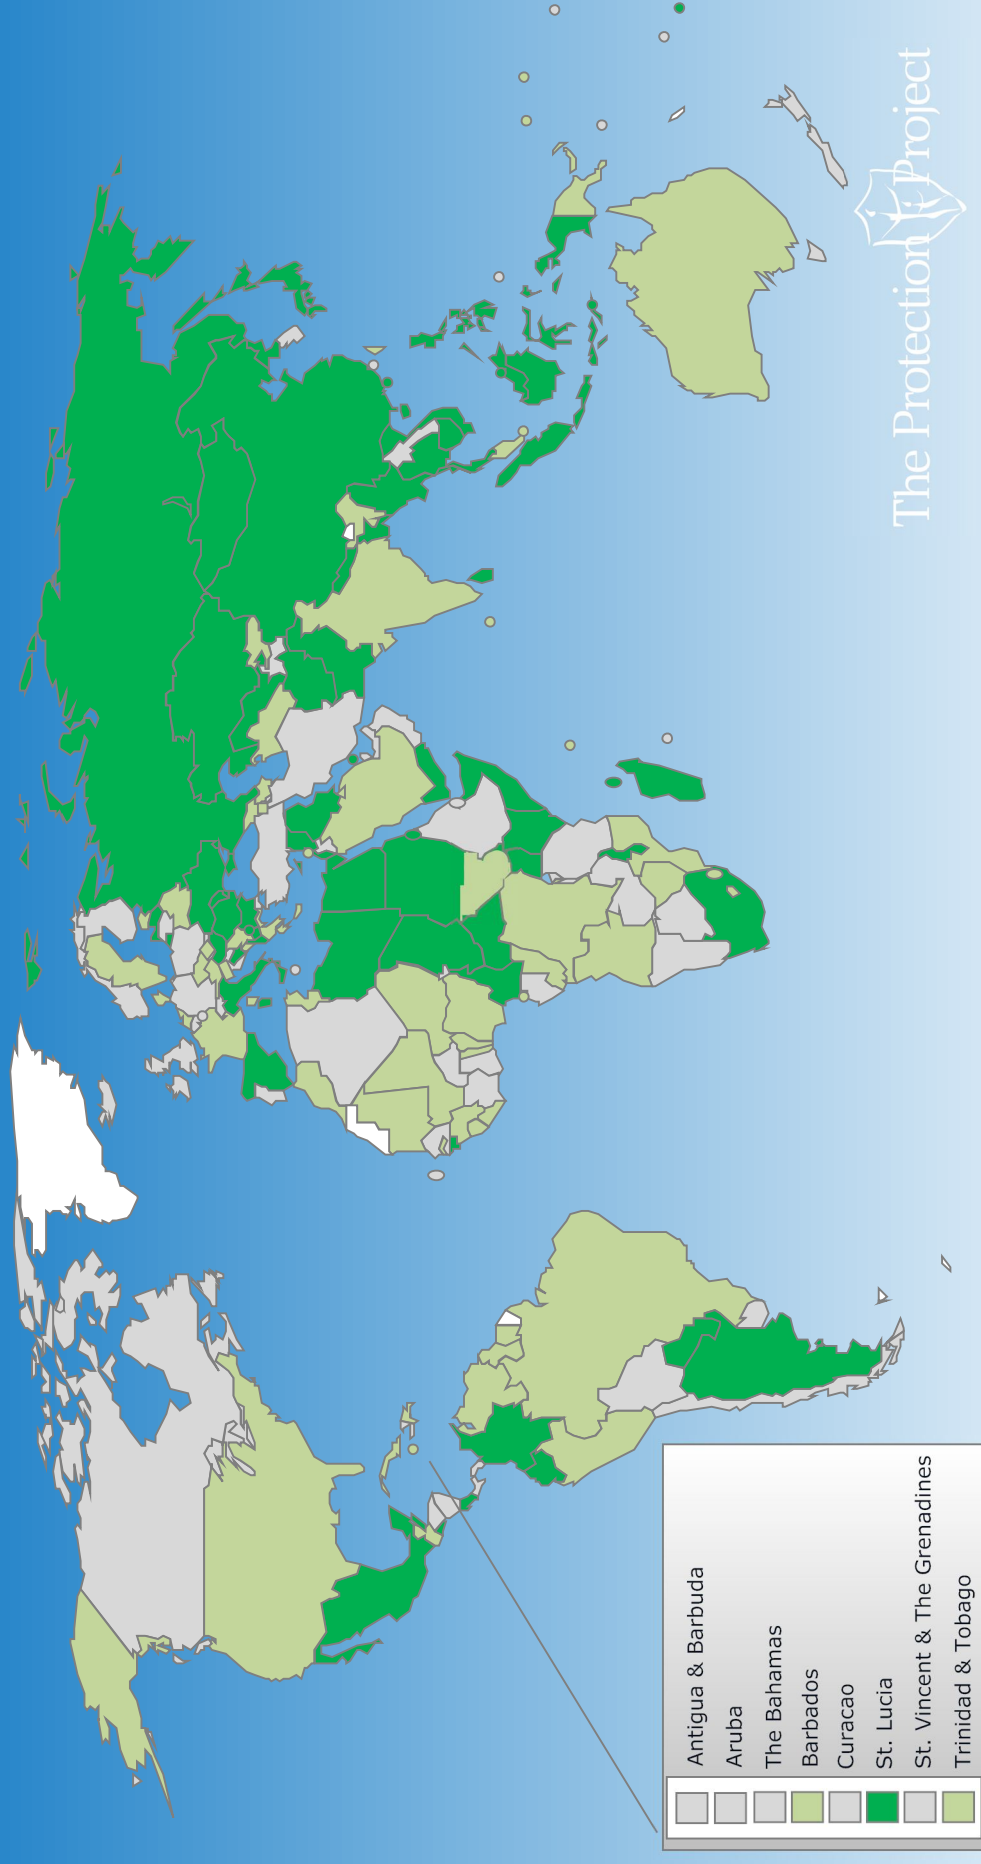 The Protection Project
Antigua & Barbuda
Aruba
The Bahamas
Barbados
Curacao
St. Lucia
St. Vincent & The Grenadines
Trinidad & Tobago